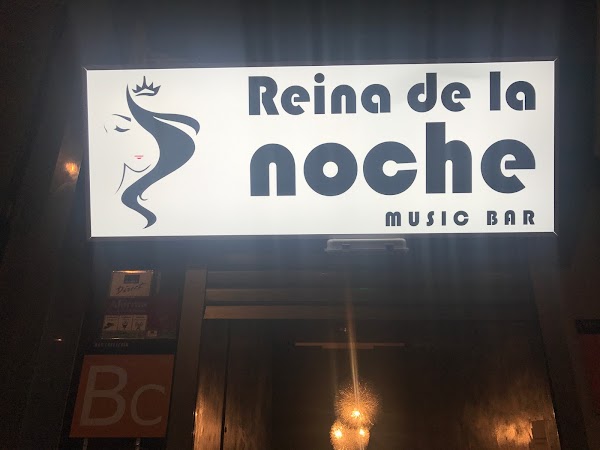 Reina de la
noche
MUSIC BAR
Bc